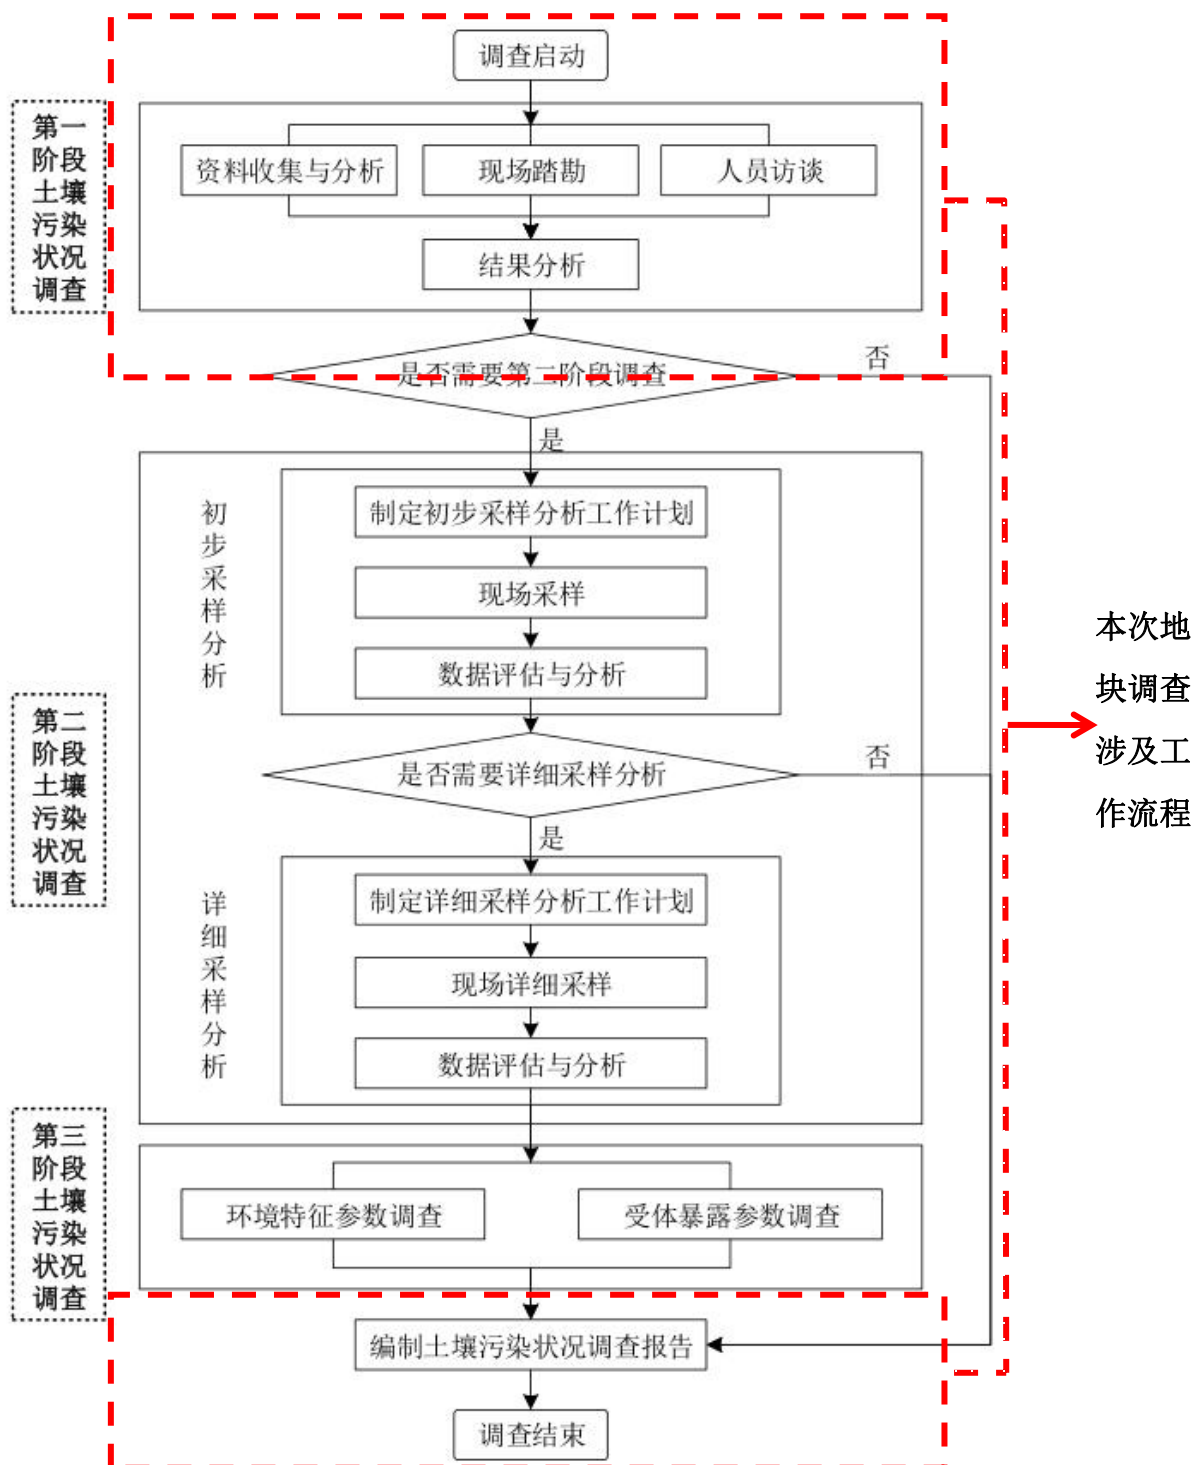 调查启动
第一
阶段
土壤
污染
状况
调查
资料收集与分析
现场踏勘
人员访谈
结果分析
是否需要第二阶段调查
否
是
初
步
采
样
分
析
制定初步采样分析工作计划
现场采样
数据评估与分析
第二
阶段
土壤
污染
状况
调查
是否需要详细采样分析
否
是
详
细
采
样
分
析
制定详细采样分析工作计划
现场详细采样
数据评估与分析
第三
阶段
土壤
污染
状况
调查
环境特征参数调查
受体暴露参数调查
编制土壤污染状况调查报告
调查结束
本次地
块调查
涉及工
作流程